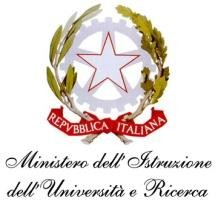 REPVBBLICA ITALIANA
Ministero dell'Istruzione
dell'Università e Ricerca